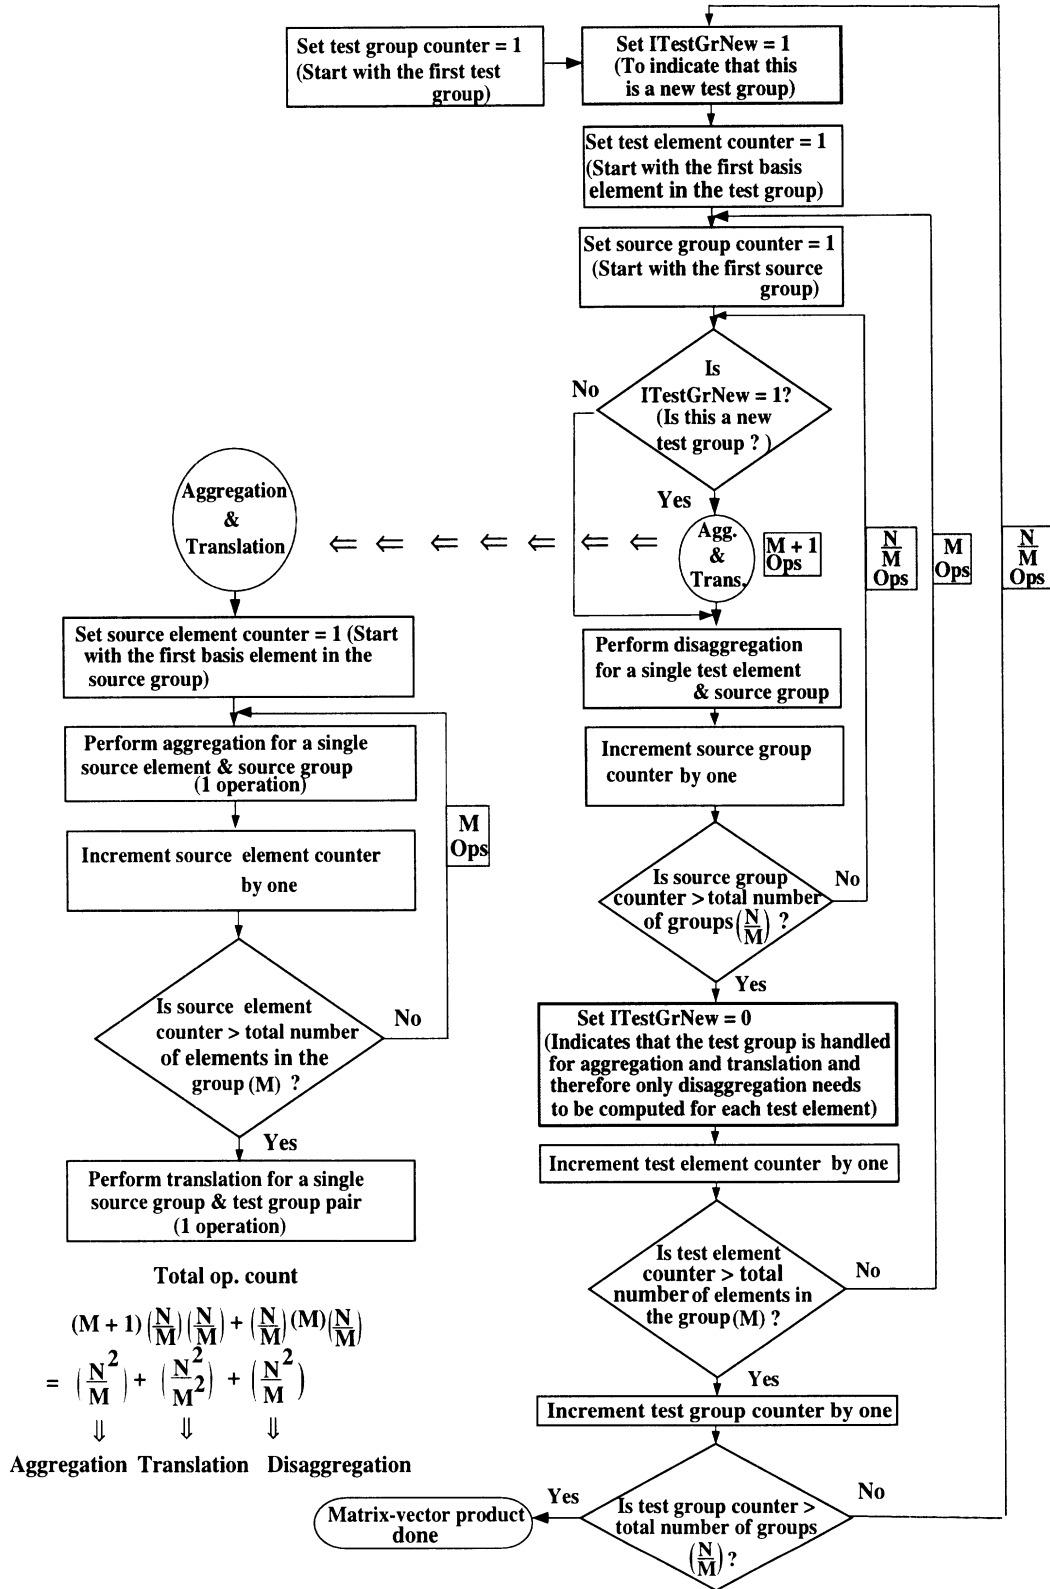 Set test group counter = 1
(Start with the first test
group)
Set ITestGrNew = 1
(To indicate that this
is a new test group)
Set test element counter = 1
(Start with the first basis
element in the test group)
Set source group counter = 1
(Start with the first source
group)
Is
ITestGrNew = 1?
(Is this a new
test group ? )
No
Yes
Agg.
&
Trans.
M + 1
Ops
N
M
Ops
M
Ops
N
M
Ops
Aggregation
&
Translation
⇐ ⇐ ⇐ ⇐ ⇐ ⇐ ⇐
Set source element counter = 1 (Start
with the first basis element in the
source group)
Perform aggregation for a single
source element & source group
(1 operation)
Increment source element counter
by one
M
Ops
Is source element
counter > total number
of elements in the
group (M) ?
No
Yes
Perform translation for a single
source group & test group pair
(1 operation)
Perform disaggregation
for a single test element
& source group
Increment source group
counter by one
Is source group
counter > total number
of groups (N/M) ?
No
Yes
Set ITestGrNew = 0
(Indicates that the test group is handled
for aggregation and translation and
therefore only disaggregation needs
to be computed for each test element)
Increment test element counter by one
Is test element
counter > total
number of elements in
the group (M) ?
No
Yes
Increment test group counter by one
Is test group counter >
total number of groups
(N/M) ?
No
Yes
Matrix-vector product
done
Total op. count
(M + 1) (N/M) (N/M) + (N/M) (M) (N/M)
= (N²/M) + (N²/M²) + (N²/M)
⇓ ⇓ ⇓
Aggregation Translation Disaggregation